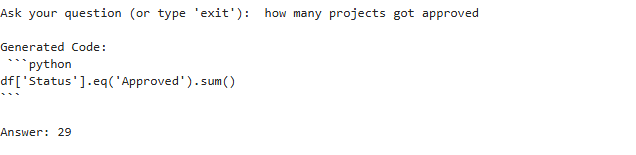 Ask your question (or type 'exit'):  how many projects got approved
Generated Code:
 ```python
df['Status'].eq('Approved').sum()
```
Answer: 29